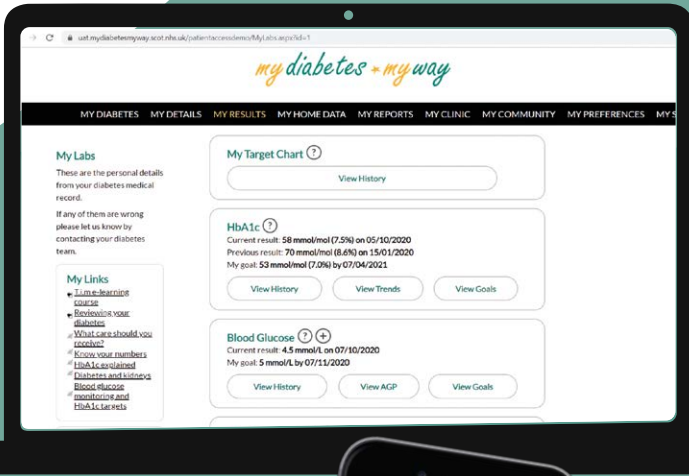 uat.mydiabetesmyway.scot.nhs.uk/patientaccessdemo/MyLabs.aspx?id=1
my diabetes my way
MY DIABETES MY DETAILS MY RESULTS MY HOME DATA MY REPORTS MY CLINIC MY COMMUNITY MY PREFERENCES MY S
My Labs
These are the personal details
from your diabetes medical
record.
If any of them are wrong
please let us know by
contacting your diabetes
team.
My Links
T.i.m e-learning
course
Reviewing your
diabetes
What care should you
receive?
Know your numbers
HbA1c explained
Diabetes and kidneys
Blood glucose
monitoring and
HbA1c targets
My Target Chart ?
View History
HbA1c ?
Current result: 58 mmol/mol (7.5%) on 05/10/2020
Previous result: 70 mmol/mol (8.6%) on 15/01/2020
My goal: 53 mmol/mol (7.0%) by 07/04/2021
View History View Trends View Goals
Blood Glucose ? +
Current result: 4.5 mmol/L on 07/10/2020
My goal: 5 mmol/L by 07/11/2020
View History View AGP View Goals